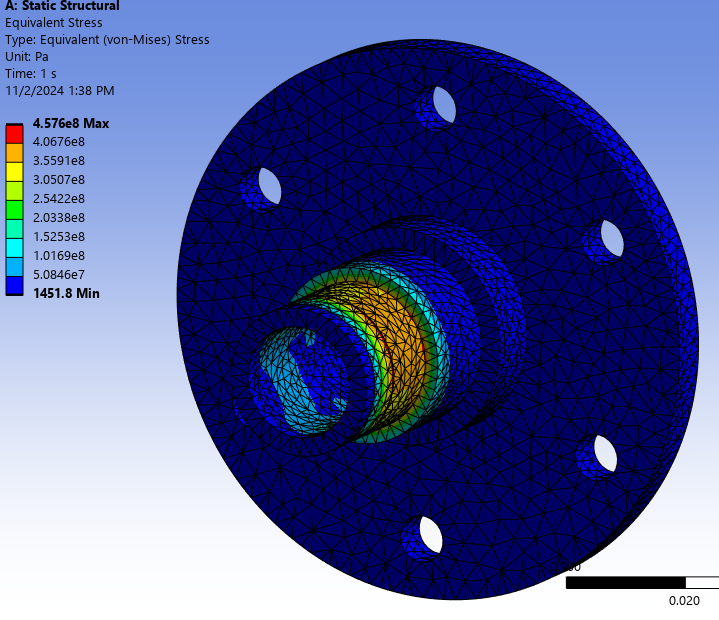 A: Static Structural
Equivalent Stress
Type: Equivalent (von-Mises) Stress
Unit: Pa
Time: 1 s
11/2/2024 1:38 PM
4.576e8 Max
4.0676e8
3.5591e8
3.0507e8
2.5422e8
2.0338e8
1.5253e8
1.0169e8
5.0846e7
1451.8 Min
0.020